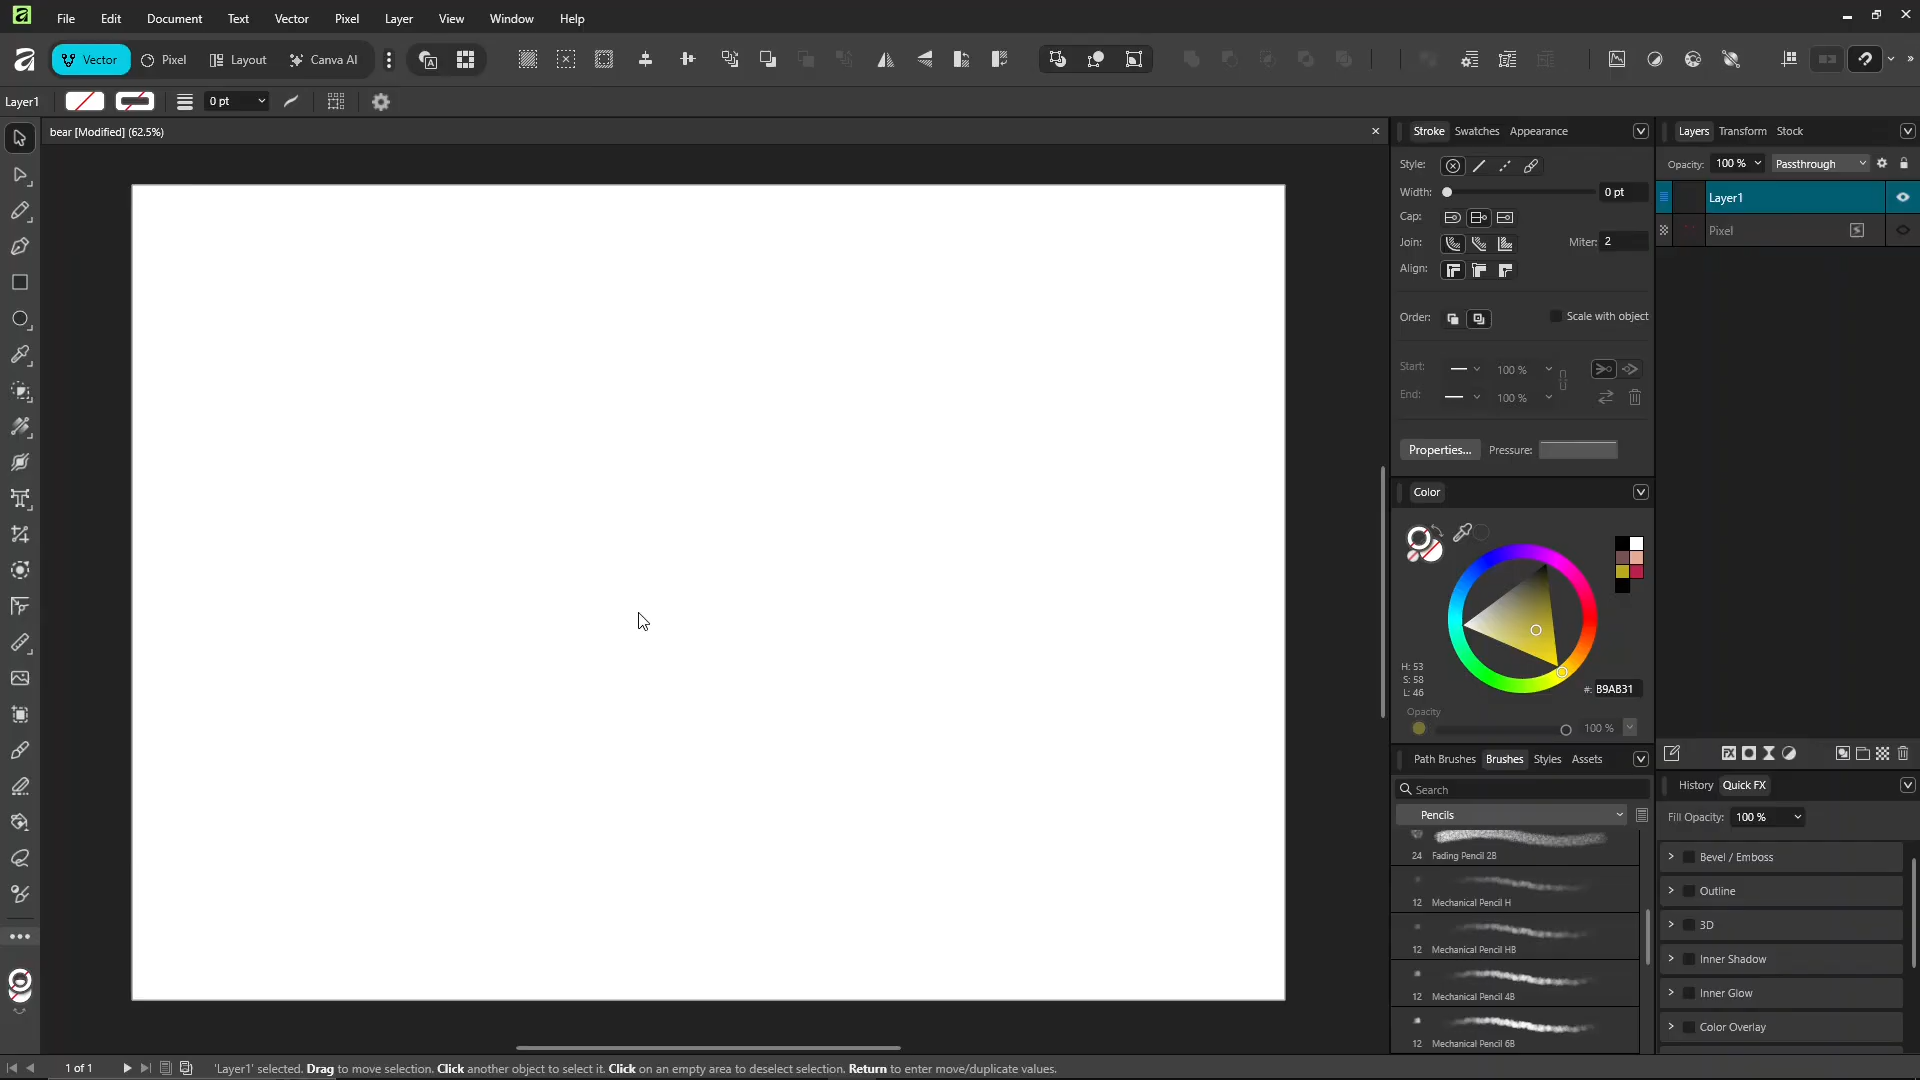 File Edit Document Text Vector Pixel Layer View Window Help
Vector Pixel Layout Canva AI
Layer1 0 pt
bear [Modified] (62.5%)
Stroke Swatches Appearance
Style:
Width: 0 pt
Cap:
Join: Miter: 2
Align:
Order: Scale with object
Start: 100 %
End: 100 %
Properties... Pressure:
Color
H: 53
S: 58
L: 46
#: B9AB31
Opacity
100 %
Path Brushes Brushes Styles Assets
Search
Pencils
24 Fading Pencil 2B
12 Mechanical Pencil H
12 Mechanical Pencil HB
12 Mechanical Pencil 4B
12 Mechanical Pencil 6B
Layers Transform Stock
Opacity: 100 % Passthrough
Layer1
Pixel
History Quick FX
Fill Opacity: 100 %
Bevel / Emboss
Outline
3D
Inner Shadow
Inner Glow
Color Overlay
1 of 1 'Layer1' selected. Drag to move selection. Click another object to select it. Click on an empty area to deselect selection. Return to enter move/duplicate values.